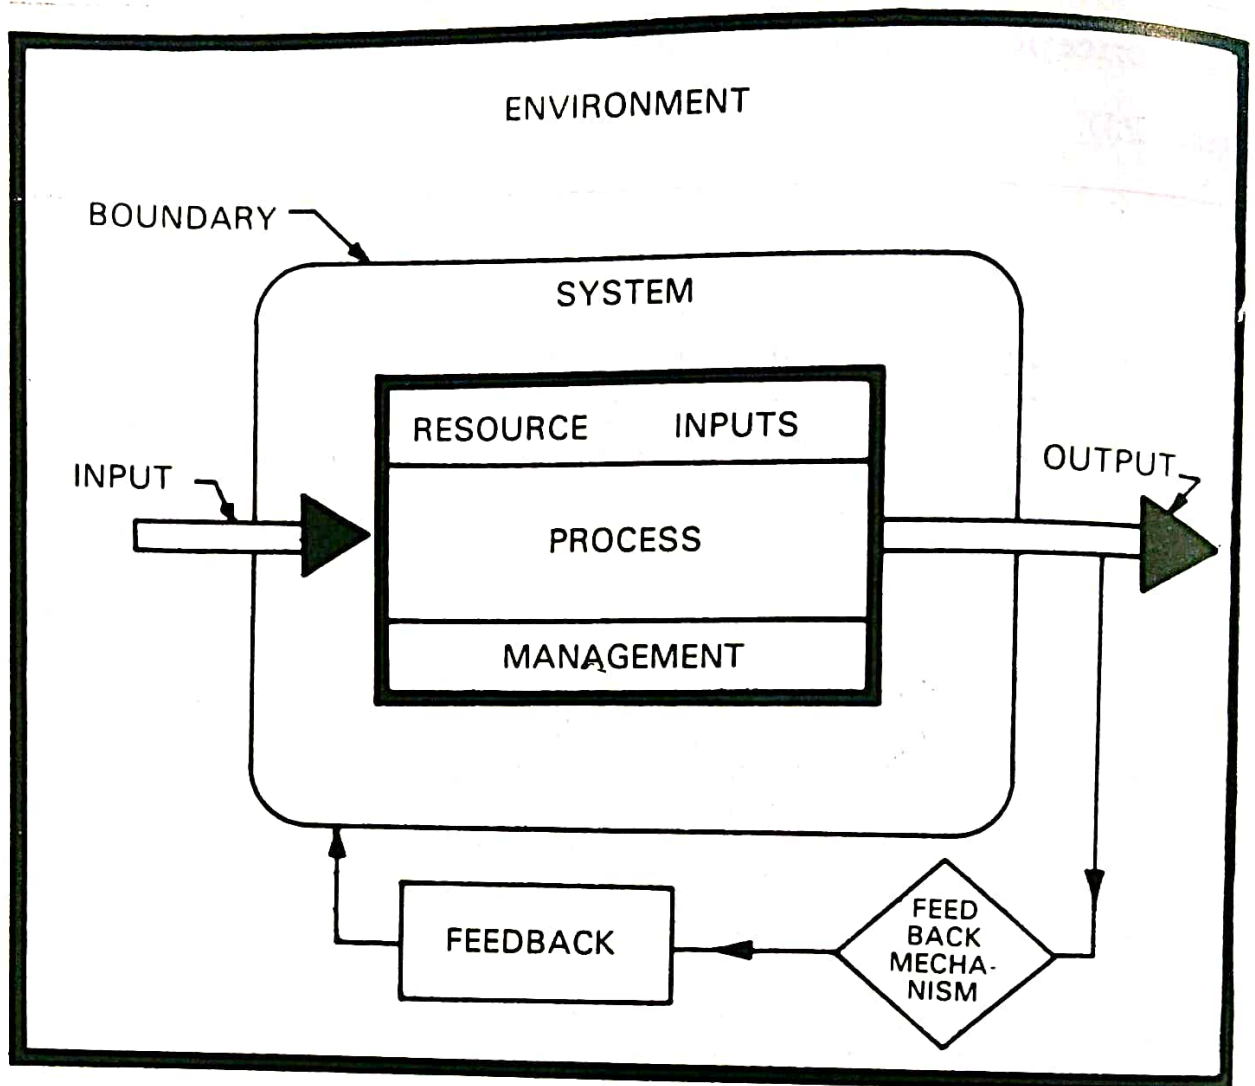 ENVIRONMENT
BOUNDARY
SYSTEM
RESOURCE INPUTS
INPUT
OUTPUT
PROCESS
MANAGEMENT
FEEDBACK
FEED
BACK
MECHA-
NISM